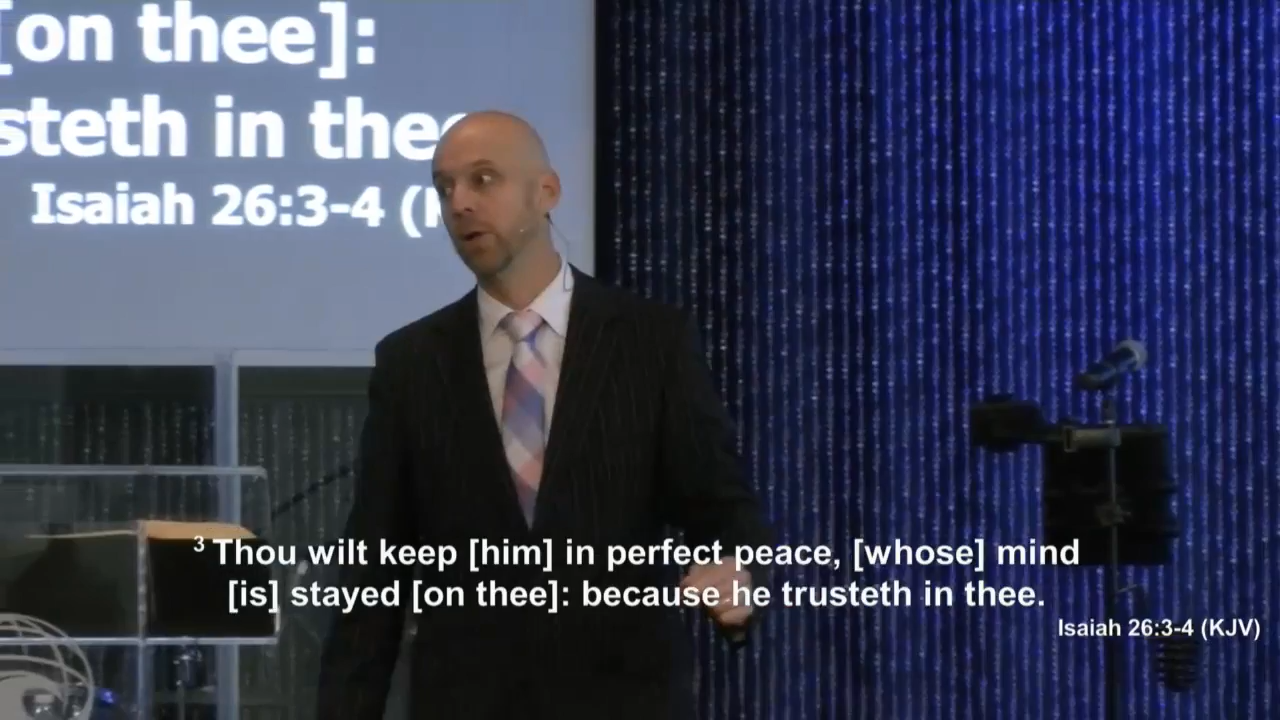 [on thee]:
steth in thee
Isaiah 26:3-4 (K
3 Thou wilt keep [him] in perfect peace, [whose] mind
[is] stayed [on thee]: because he trusteth in thee.
Isaiah 26:3-4 (KJV)